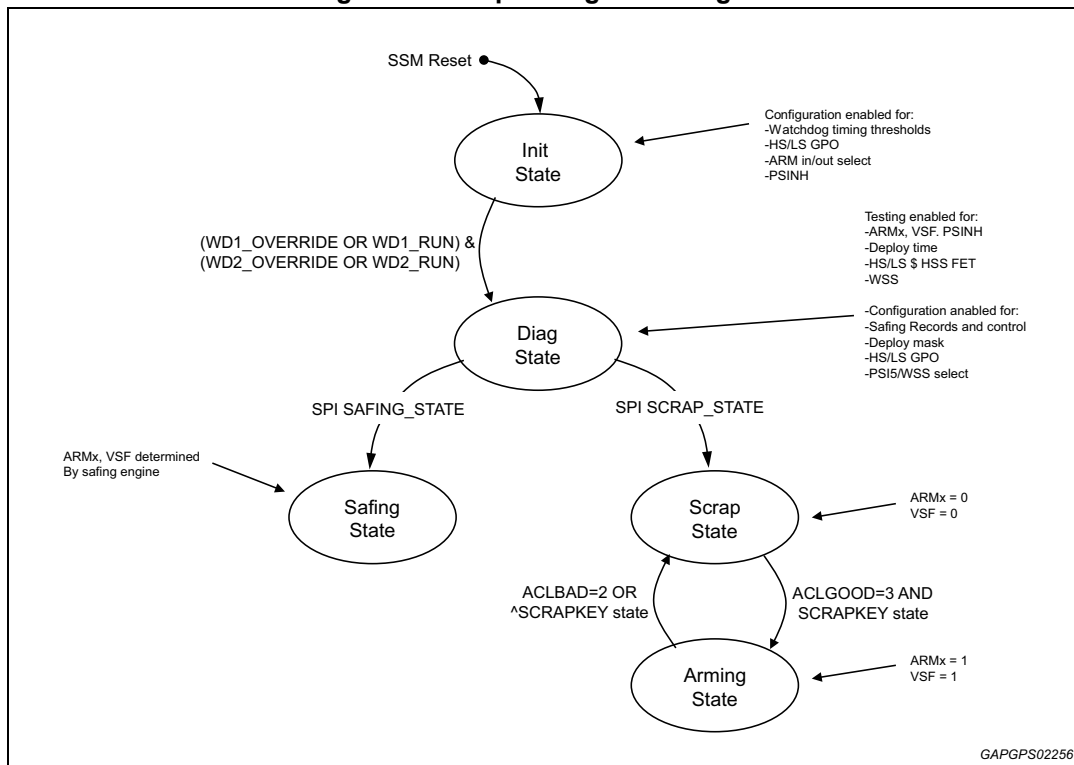 SSM Reset
Init
State
Configuration enabled for:
-Watchdog timing thresholds
-HS/LS GPO
-ARM in/out select
-PSINH
(WD1_OVERRIDE OR WD1_RUN) &
(WD2_OVERRIDE OR WD2_RUN)
Testing enabled for:
-ARMx, VSF. PSINH
-Deploy time
-HS/LS $ HSS FET
-WSS
Diag
State
-Configuration anabled for:
-Safing Records and control
-Deploy mask
-HS/LS GPO
-PSI5/WSS select
SPI SAFING_STATE
SPI SCRAP_STATE
ARMx, VSF determined
By safing engine
Safing
State
Scrap
State
ARMx = 0
VSF = 0
ACLBAD=2 OR
^SCRAPKEY state
ACLGOOD=3 AND
SCRAPKEY state
Arming
State
ARMx = 1
VSF = 1
GAPGPS02256